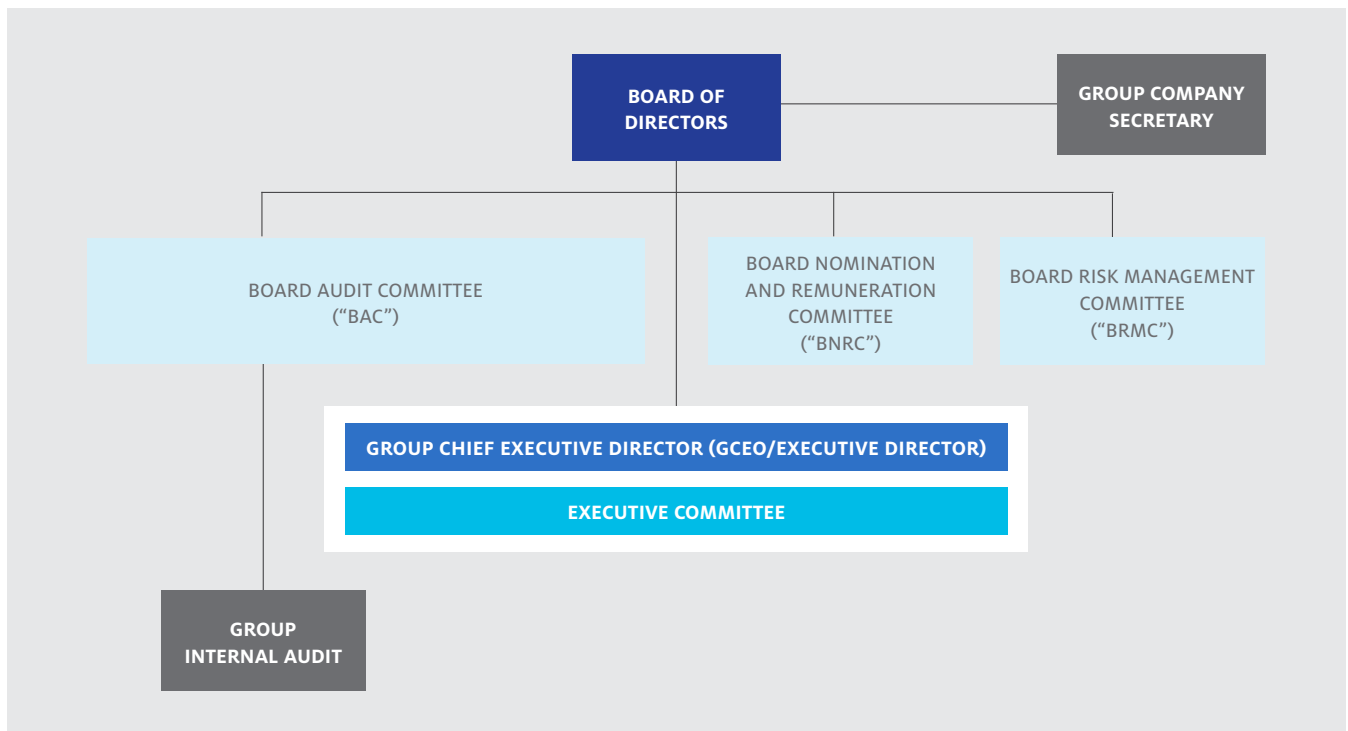 BOARD OF
DIRECTORS
GROUP COMPANY
SECRETARY
BOARD AUDIT COMMITTEE
(“BAC”)
BOARD NOMINATION
AND REMUNERATION
COMMITTEE
(“BNRC”)
BOARD RISK MANAGEMENT
COMMITTEE
(“BRMC”)
GROUP CHIEF EXECUTIVE DIRECTOR (GCEO/EXECUTIVE DIRECTOR)
EXECUTIVE COMMITTEE
GROUP
INTERNAL AUDIT